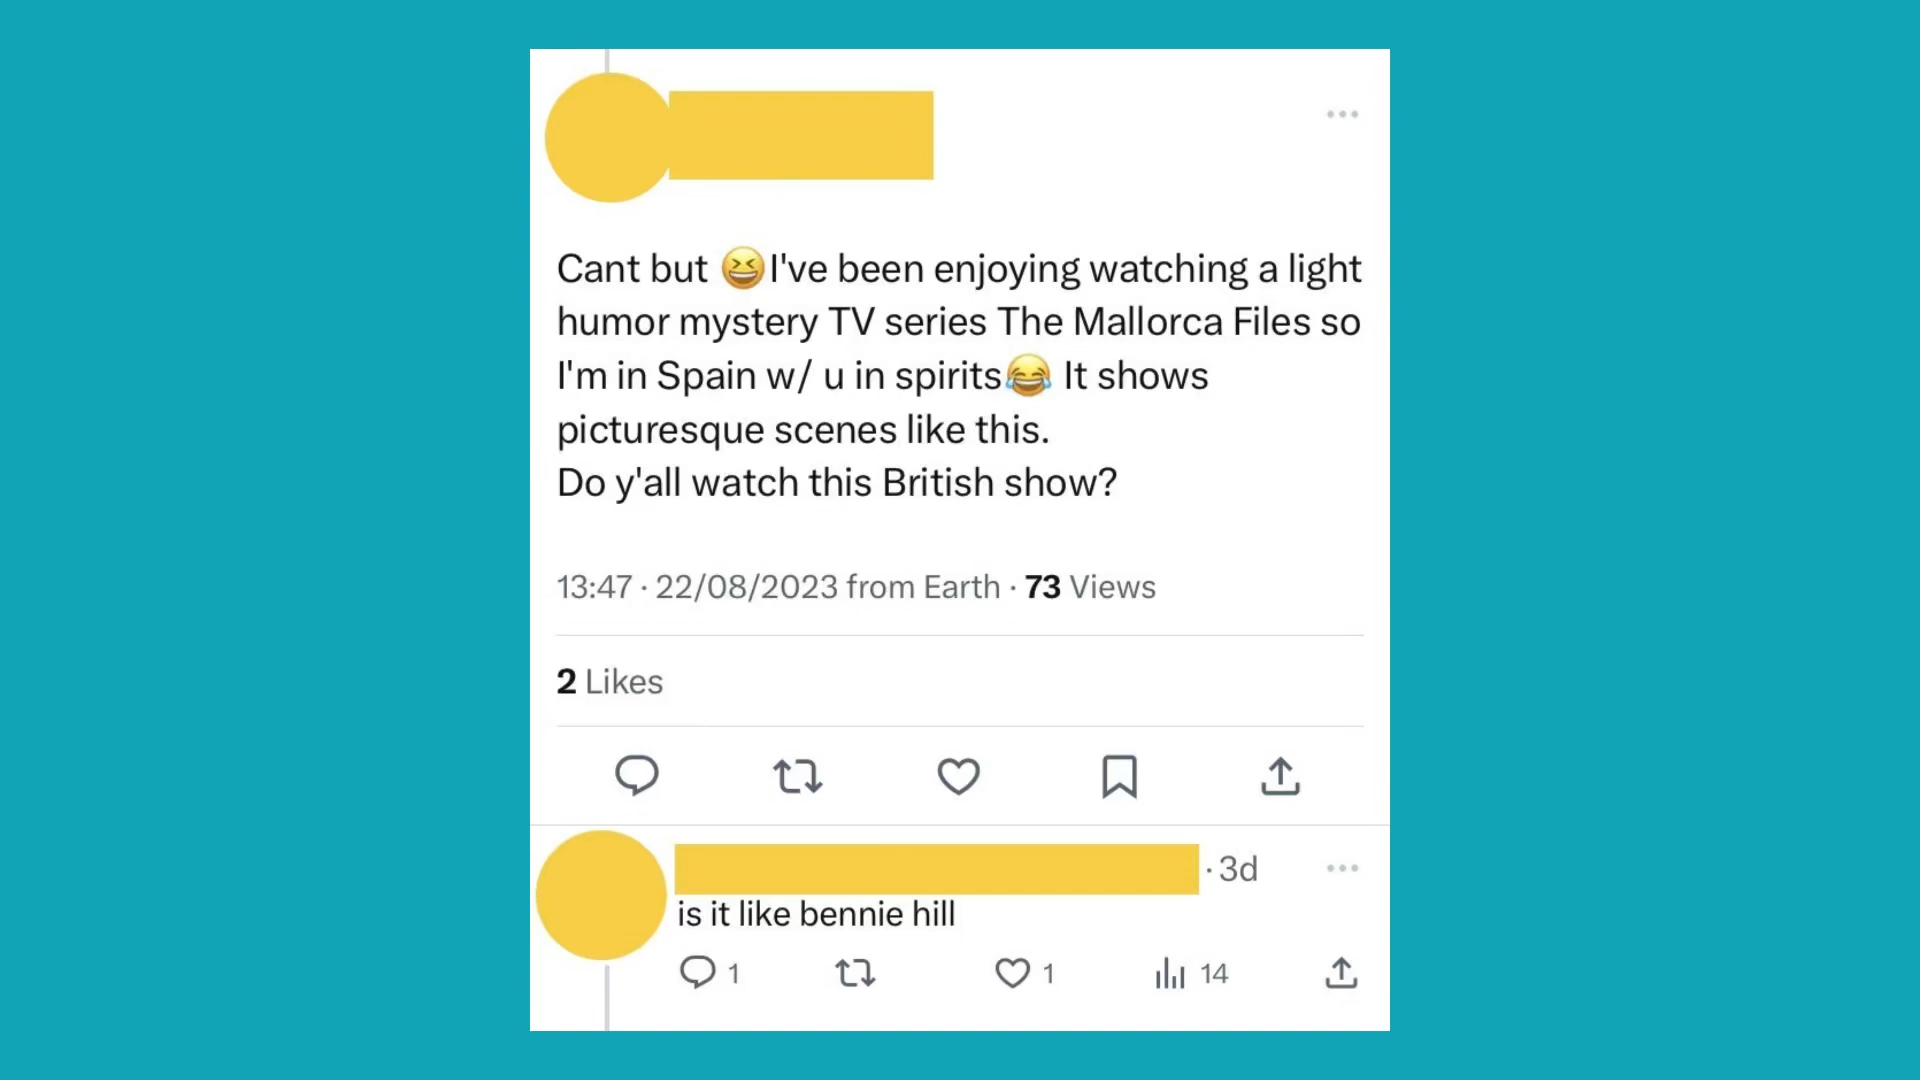 Cant but 😆I've been enjoying watching a light
humor mystery TV series The Mallorca Files so
I'm in Spain w/ u in spirits😂 It shows
picturesque scenes like this.
Do y'all watch this British show?
13:47 · 22/08/2023 from Earth · 73 Views
2 Likes
· 3d
is it like bennie hill
1 1 14